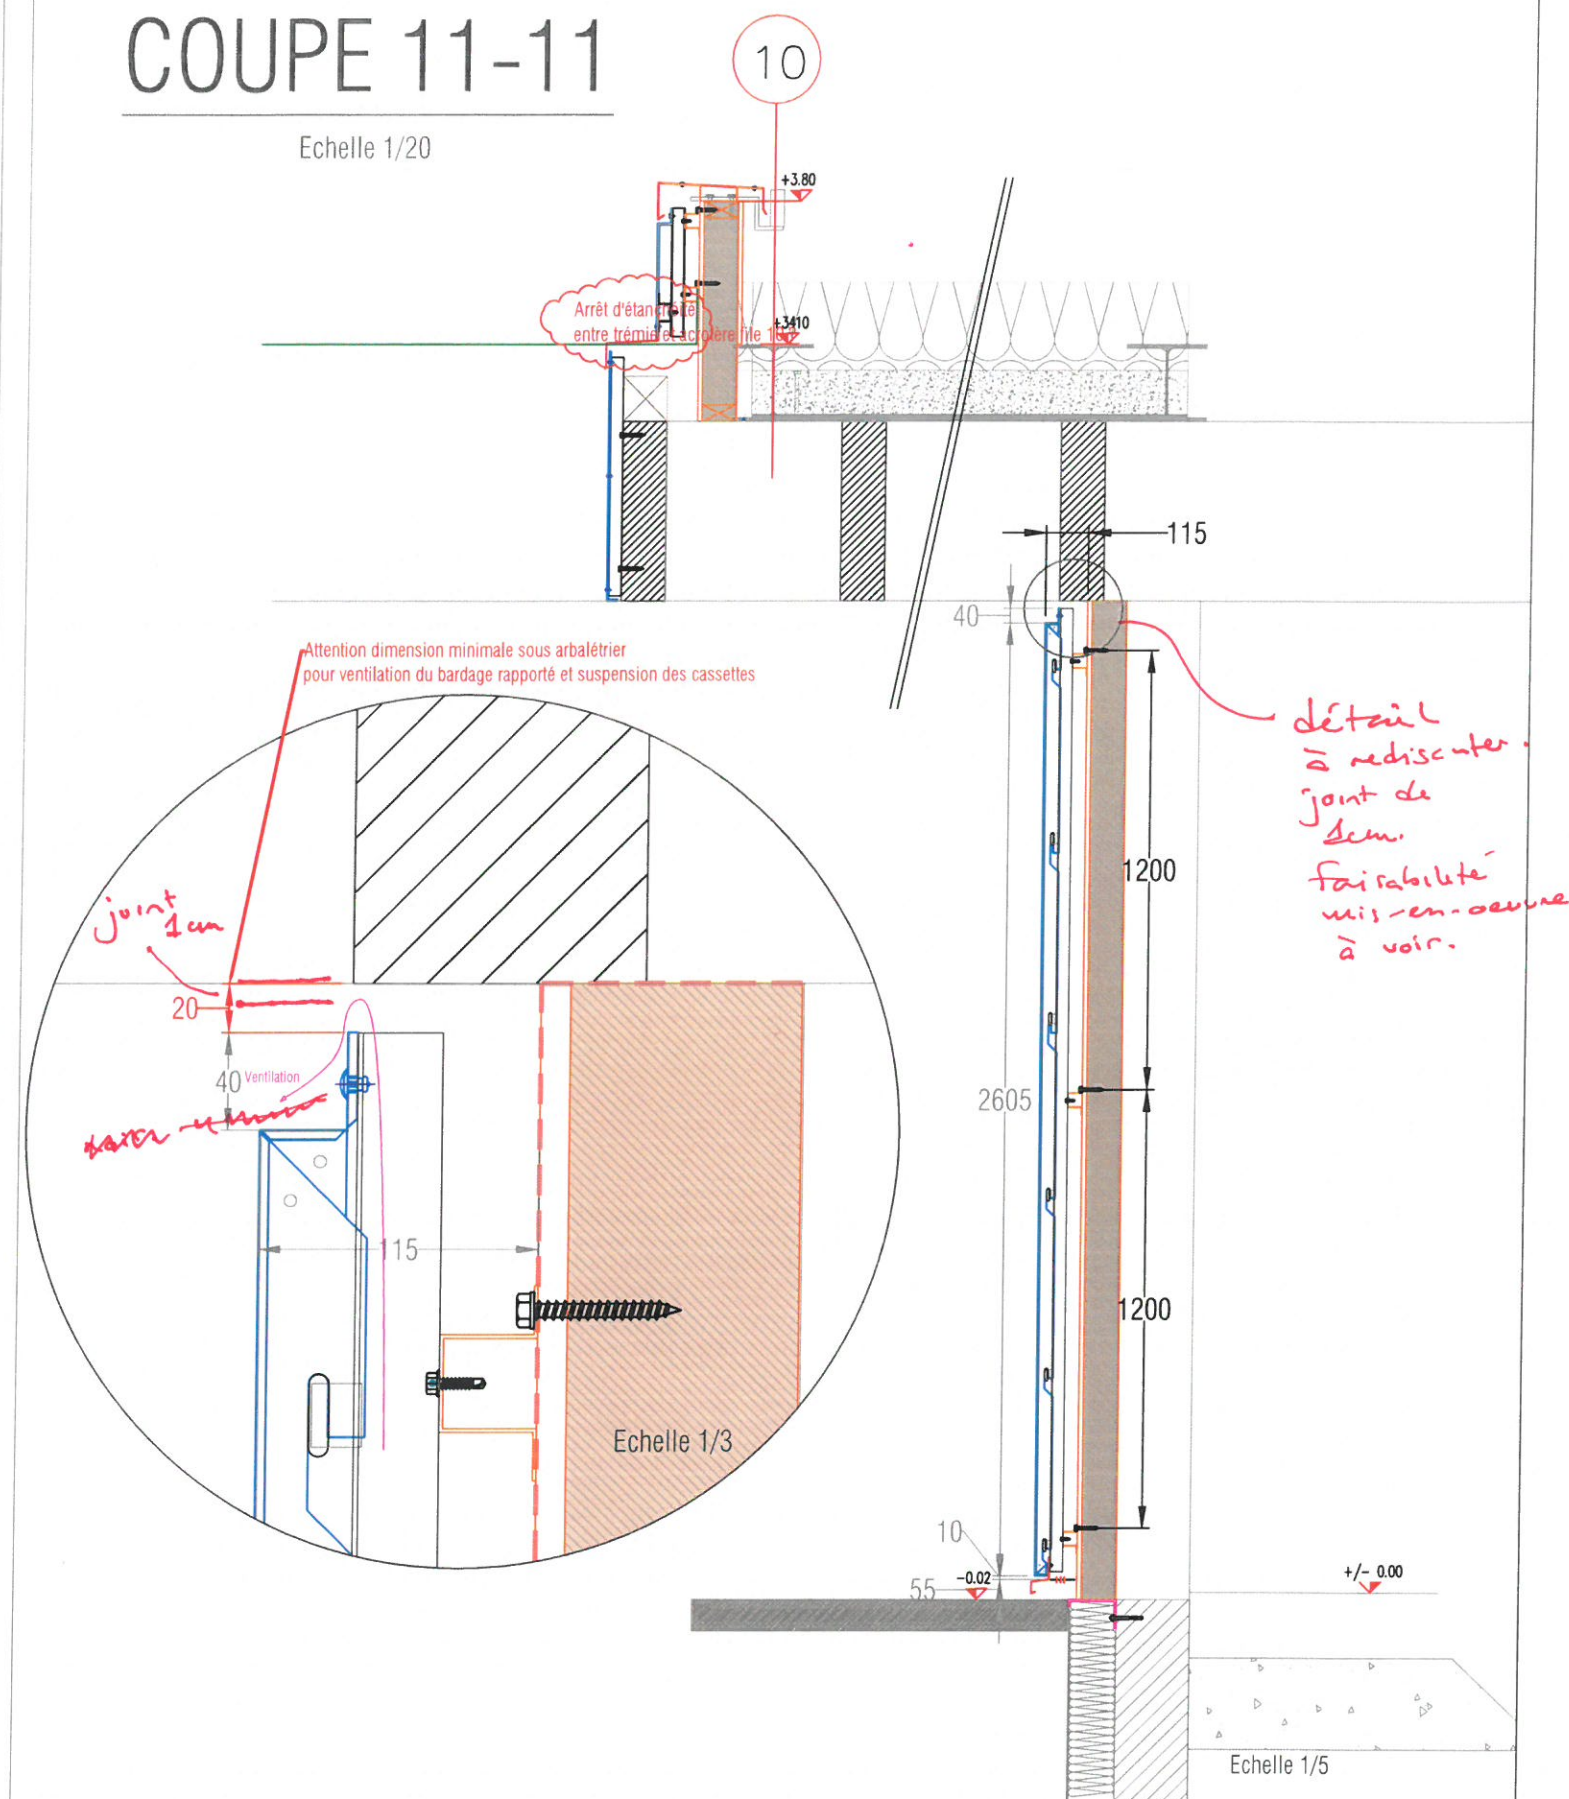 COUPE 11-11
Echelle 1/20
10
+3.80
Arrêt d'étanchéité
entre trémie et acrotère file
+3410
115
40
Attention dimension minimale sous arbalétrier
pour ventilation du bardage rapporté et suspension des cassettes
détail
à rediscuter.
joint de
1cm.
faisabilité
mis-en-oeuvre
à voir.
1200
joint
1cm
20
40
Ventilation
2605
115
1200
Echelle 1/3
10
55
-0.02
+/- 0.00
Echelle 1/5